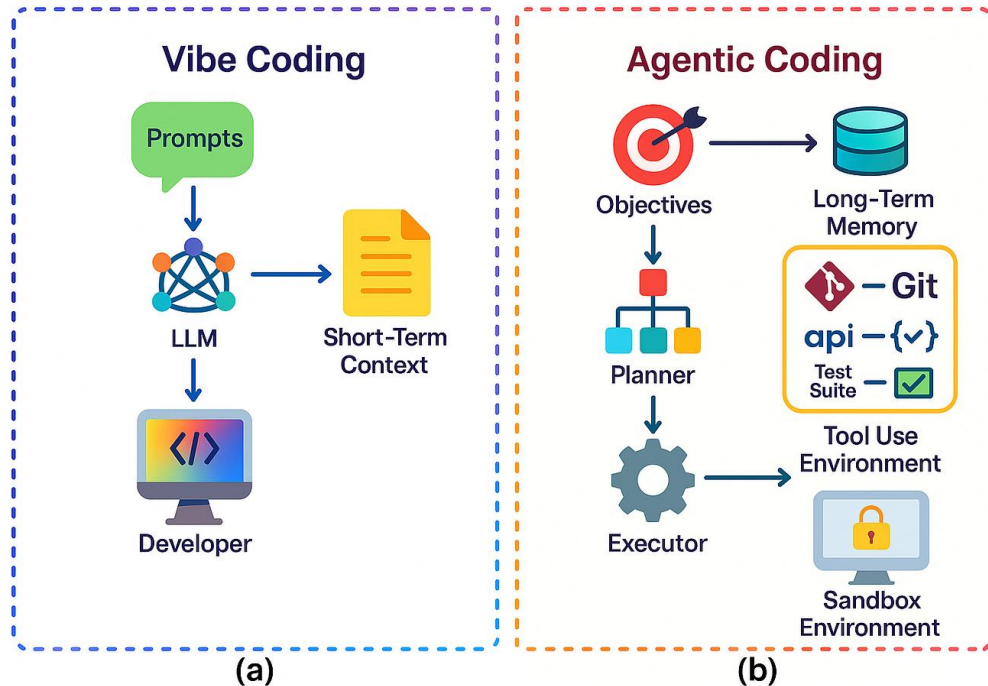 Vibe Coding
Prompts
LLM
Short-Term
Context
</>
Developer
(a)
Agentic Coding
Objectives
Long-Term
Memory
Planner
Git
api {✓}
Test
Suite
Executor
Tool Use
Environment
Sandbox
Environment
(b)